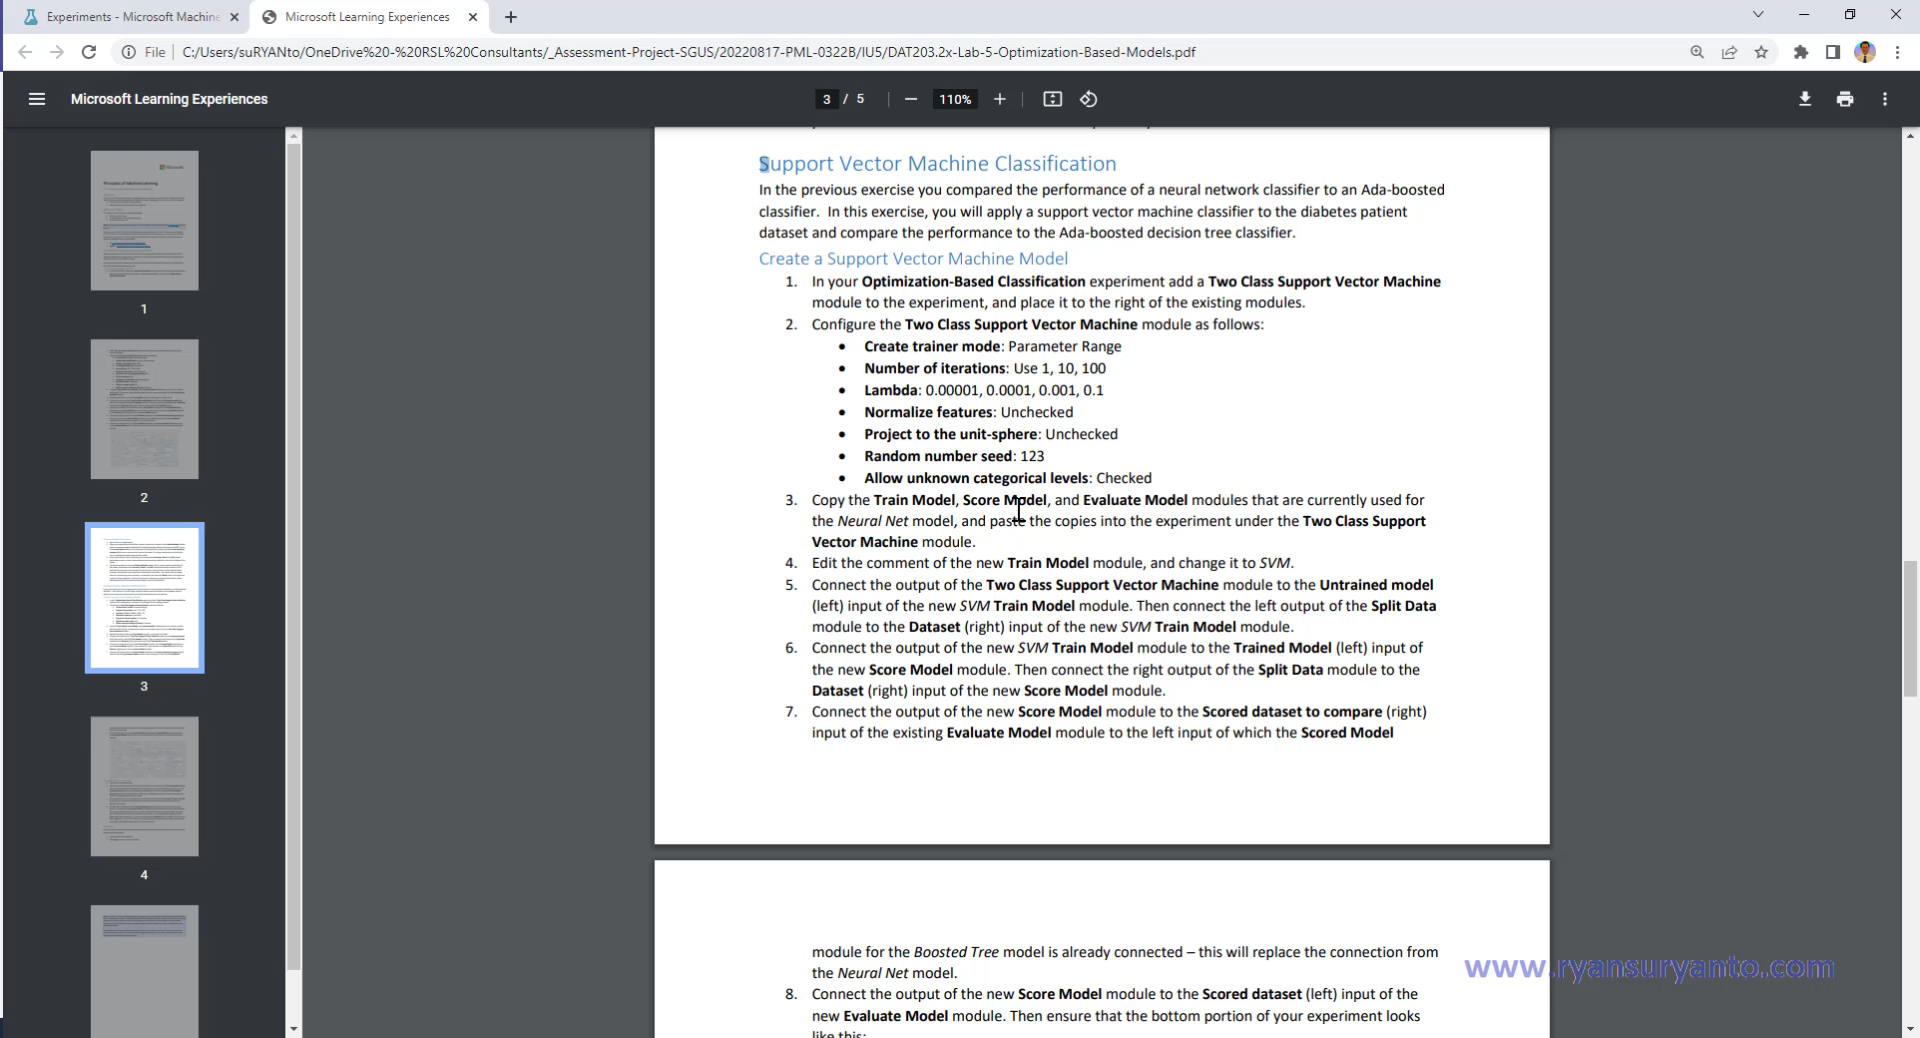 Experiments - Microsoft Machine
Microsoft Learning Experiences
File
C:/Users/suRYANto/OneDrive%20-%20RSL%20Consultants/_Assessment-Project-SGUS/20220817-PML-0322B/IU5/DAT203.2x-Lab-5-Optimization-Based-Models.pdf
Microsoft Learning Experiences
3 / 5
110%
Support Vector Machine Classification
In the previous exercise you compared the performance of a neural network classifier to an Ada-boosted
classifier. In this exercise, you will apply a support vector machine classifier to the diabetes patient
dataset and compare the performance to the Ada-boosted decision tree classifier.
Create a Support Vector Machine Model
1. In your Optimization-Based Classification experiment add a Two Class Support Vector Machine
module to the experiment, and place it to the right of the existing modules.
2. Configure the Two Class Support Vector Machine module as follows:
• Create trainer mode: Parameter Range
• Number of iterations: Use 1, 10, 100
• Lambda: 0.00001, 0.0001, 0.001, 0.1
• Normalize features: Unchecked
• Project to the unit-sphere: Unchecked
• Random number seed: 123
• Allow unknown categorical levels: Checked
3. Copy the Train Model, Score Model, and Evaluate Model modules that are currently used for
the Neural Net model, and paste the copies into the experiment under the Two Class Support
Vector Machine module.
4. Edit the comment of the new Train Model module, and change it to SVM.
5. Connect the output of the Two Class Support Vector Machine module to the Untrained model
(left) input of the new SVM Train Model module. Then connect the left output of the Split Data
module to the Dataset (right) input of the new SVM Train Model module.
6. Connect the output of the new SVM Train Model module to the Trained Model (left) input of
the new Score Model module. Then connect the right output of the Split Data module to the
Dataset (right) input of the new Score Model module.
7. Connect the output of the new Score Model module to the Scored dataset to compare (right)
input of the existing Evaluate Model module to the left input of which the Scored Model
module for the Boosted Tree model is already connected – this will replace the connection from
the Neural Net model.
8. Connect the output of the new Score Model module to the Scored dataset (left) input of the
new Evaluate Model module. Then ensure that the bottom portion of your experiment looks
like this:
1
2
3
4
www.ryansuryanto.com